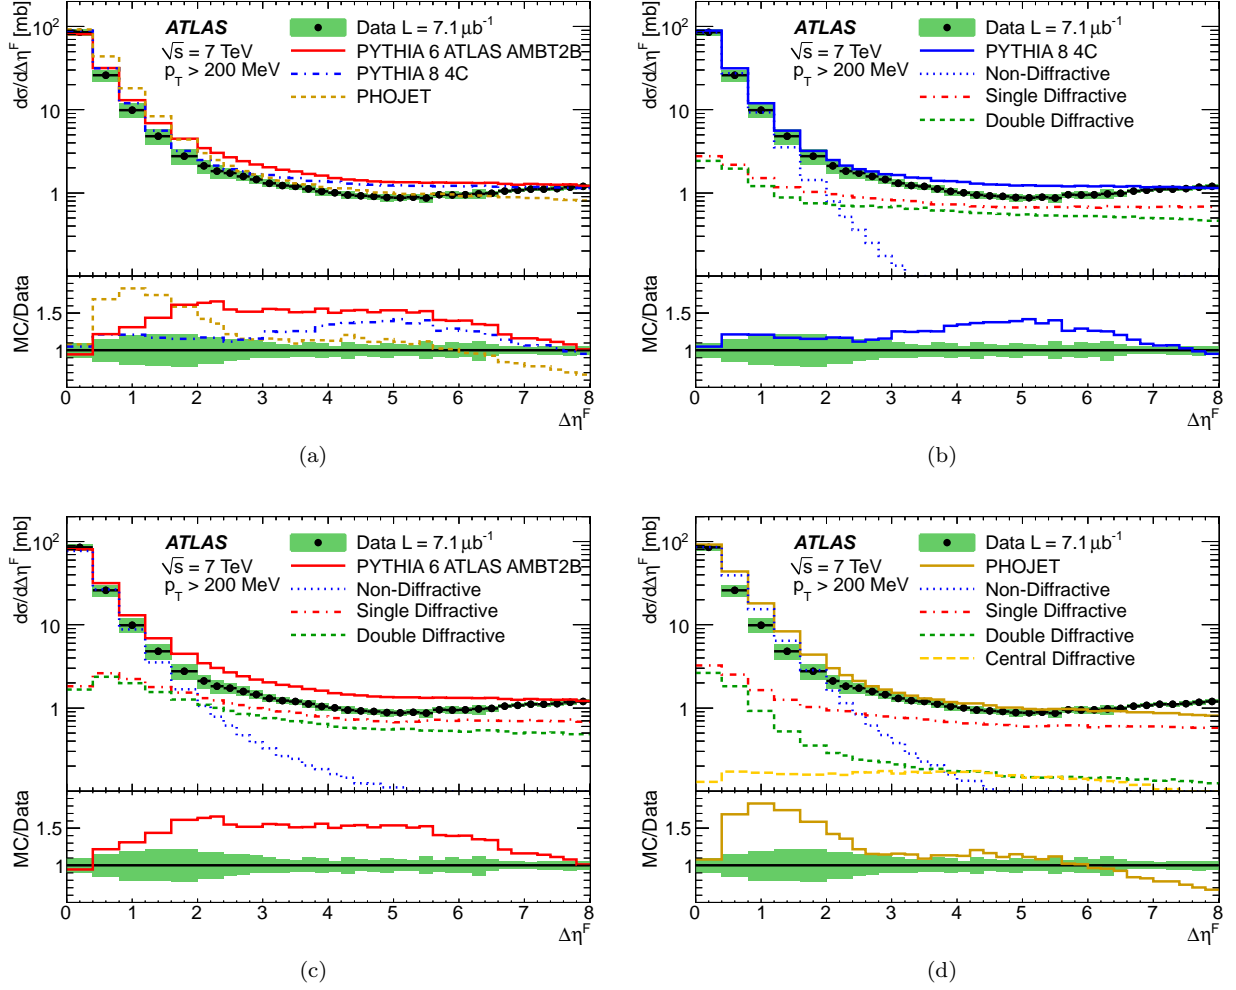 dσ/dΔη^F [mb]
10²
10
1
ATLAS
√s = 7 TeV
p_T > 200 MeV
Data L = 7.1 μb⁻¹
PYTHIA 6 ATLAS AMBT2B
PYTHIA 8 4C
PHOJET
MC/Data
1.5
1
0 1 2 3 4 5 6 7 8
Δη^F
(a)
dσ/dΔη^F [mb]
10²
10
1
ATLAS
√s = 7 TeV
p_T > 200 MeV
Data L = 7.1 μb⁻¹
PYTHIA 8 4C
Non-Diffractive
Single Diffractive
Double Diffractive
MC/Data
1.5
1
0 1 2 3 4 5 6 7 8
Δη^F
(b)
dσ/dΔη^F [mb]
10²
10
1
ATLAS
√s = 7 TeV
p_T > 200 MeV
Data L = 7.1 μb⁻¹
PYTHIA 6 ATLAS AMBT2B
Non-Diffractive
Single Diffractive
Double Diffractive
MC/Data
1.5
1
0 1 2 3 4 5 6 7 8
Δη^F
(c)
dσ/dΔη^F [mb]
10²
10
1
ATLAS
√s = 7 TeV
p_T > 200 MeV
Data L = 7.1 μb⁻¹
PHOJET
Non-Diffractive
Single Diffractive
Double Diffractive
Central Diffractive
MC/Data
1.5
1
0 1 2 3 4 5 6 7 8
Δη^F
(d)